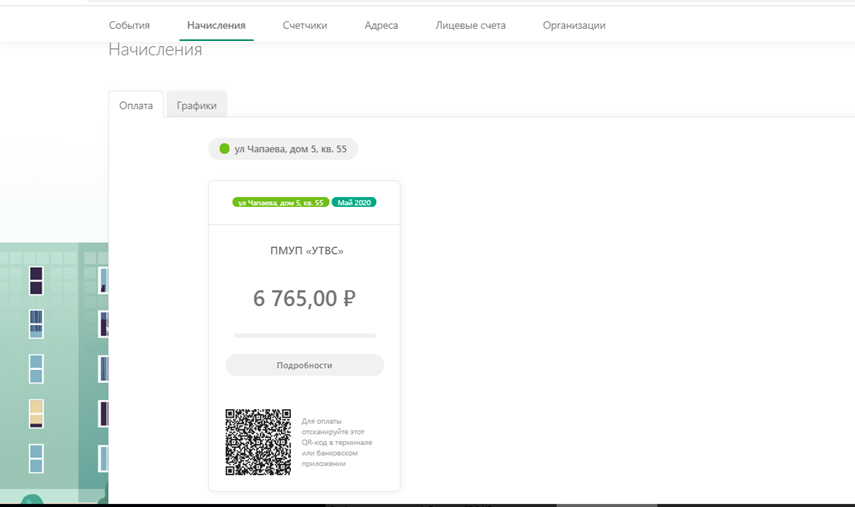 События Начисления Счетчики Адреса Лицевые счета Организации
Начисления
Оплата Графики
ул Чапаева, дом 5, кв. 55
ул Чапаева, дом 5, кв. 55 Май 2020
ПМУП «УТВС»
6 765,00 ₽
Подробности
Для оплаты
отсканируйте этот
QR-код в терминале
или банковском
приложении